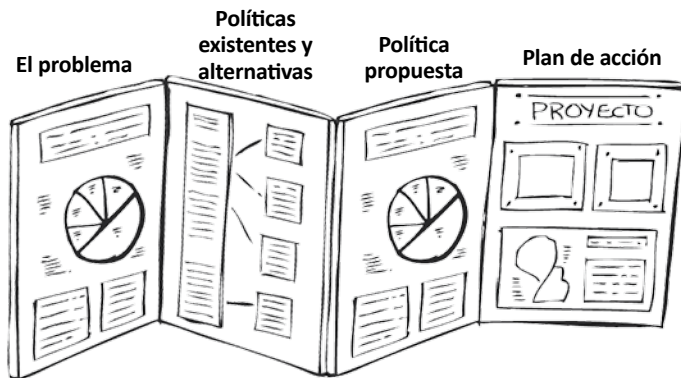 El problema
Políticas
existentes y
alternativas
Política
propuesta
Plan de acción
PROYECTO